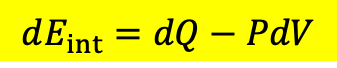 dE_int = dQ − PdV